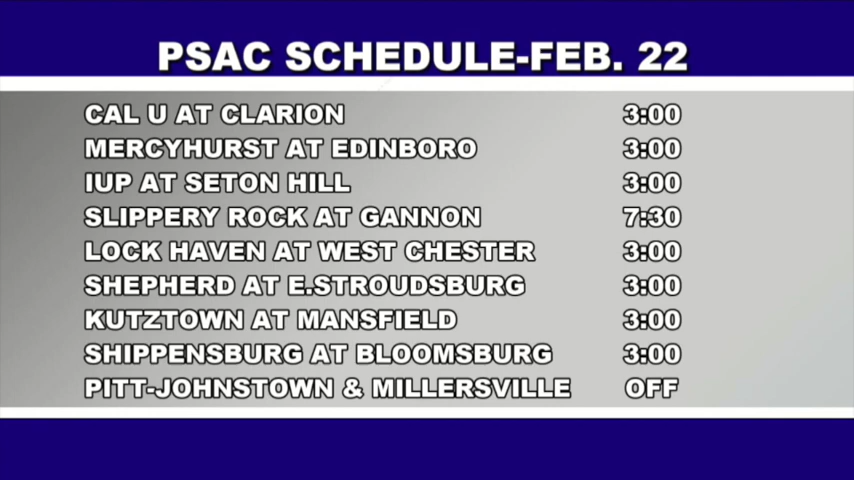 PSAC SCHEDULE-FEB. 22
CAL U AT CLARION 3:00
MERCYHURST AT EDINBORO 3:00
IUP AT SETON HILL 3:00
SLIPPERY ROCK AT GANNON 7:30
LOCK HAVEN AT WEST CHESTER 3:00
SHEPHERD AT E.STROUDSBURG 3:00
KUTZTOWN AT MANSFIELD 3:00
SHIPPENSBURG AT BLOOMSBURG 3:00
PITT-JOHNSTOWN & MILLERSVILLE OFF